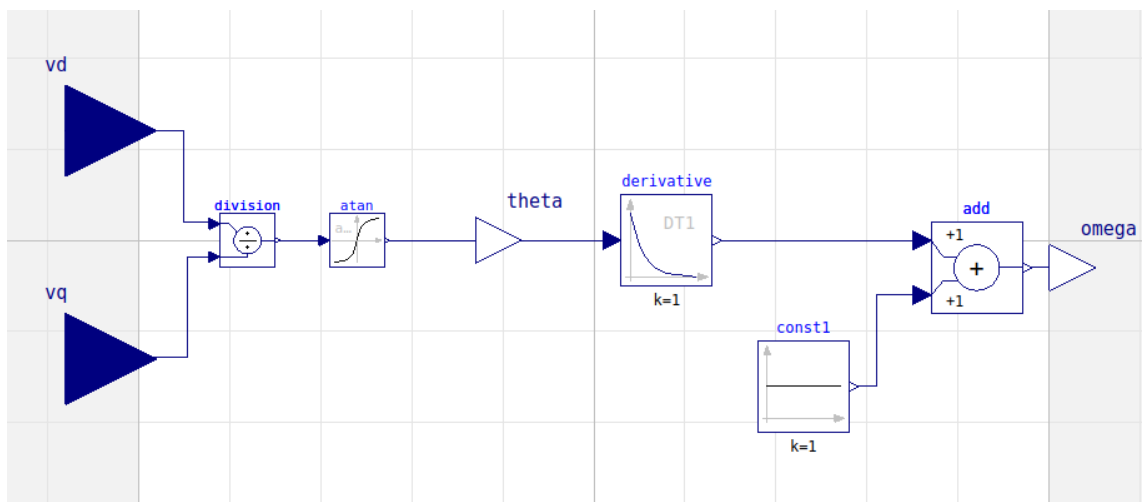 vd
division
atan
a...
theta
derivative
DT1
k=1
add
+1
+
+1
omega
vq
÷
const1
k=1